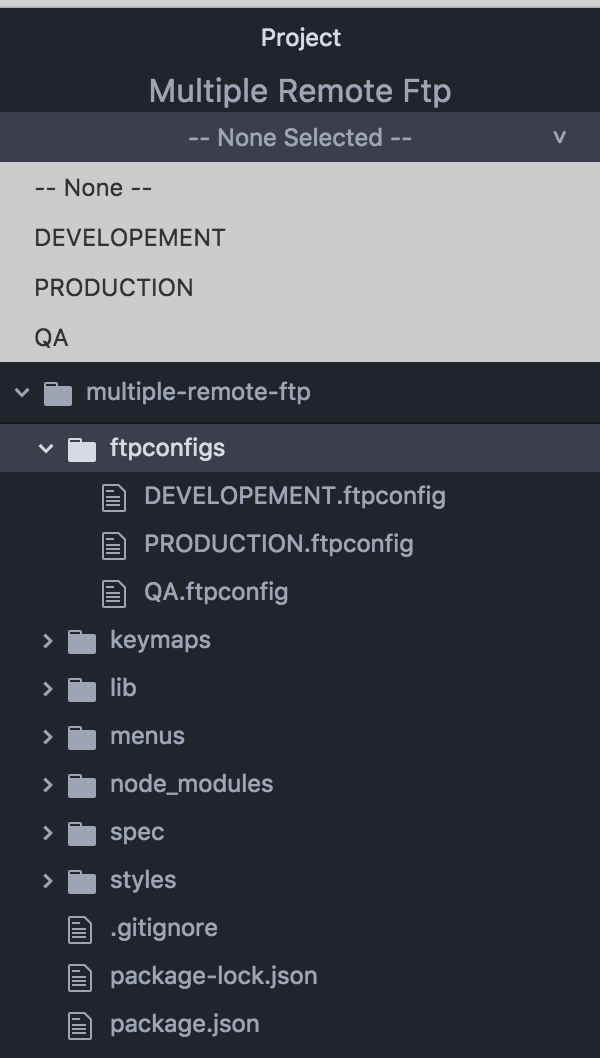 Project
Multiple Remote Ftp
-- None Selected --
-- None --
DEVELOPEMENT
PRODUCTION
QA
multiple-remote-ftp
ftpconfigs
DEVELOPEMENT.ftpconfig
PRODUCTION.ftpconfig
QA.ftpconfig
keymaps
lib
menus
node_modules
spec
styles
.gitignore
package-lock.json
package.json